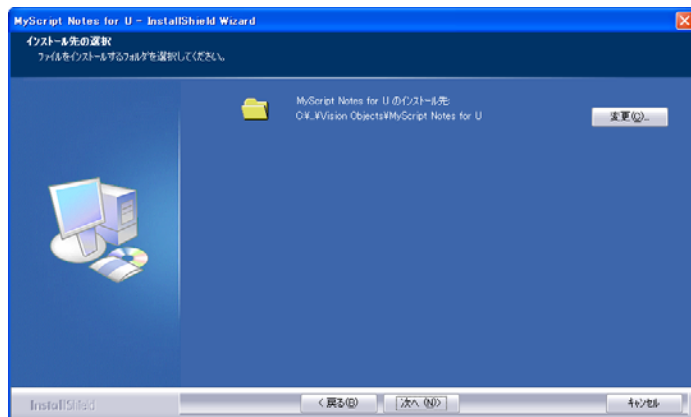 MyScript Notes for U - InstallShield Wizard
インストール先の選択
ファイルをインストールするフォルダを選択してください。
MyScript Notes for U のインストール先:
C:¥...¥Vision Objects¥MyScript Notes for U
変更(C)...
InstallShield
< 戻る(B)
次へ (N)>
キャンセル